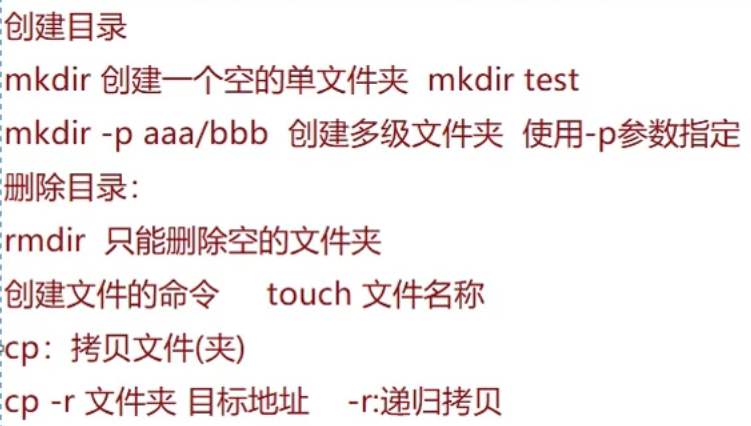 创建目录
mkdir 创建一个空的单文件夹 mkdir test
mkdir -p aaa/bbb 创建多级文件夹 使用-p参数指定
删除目录：
rmdir 只能删除空的文件夹
创建文件的命令 touch 文件名称
cp：拷贝文件(夹)
cp -r 文件夹 目标地址 -r:递归拷贝